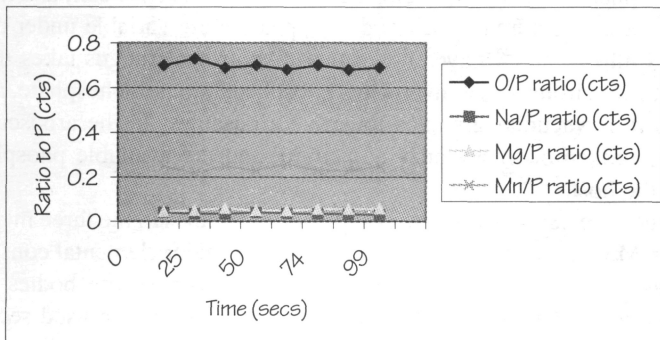 0.8
0.6
0.4
0.2
0
Ratio to P (cts)
0
25
50
74
99
Time (secs)
O/P ratio (cts)
Na/P ratio (cts)
Mg/P ratio (cts)
Mn/P ratio (cts)